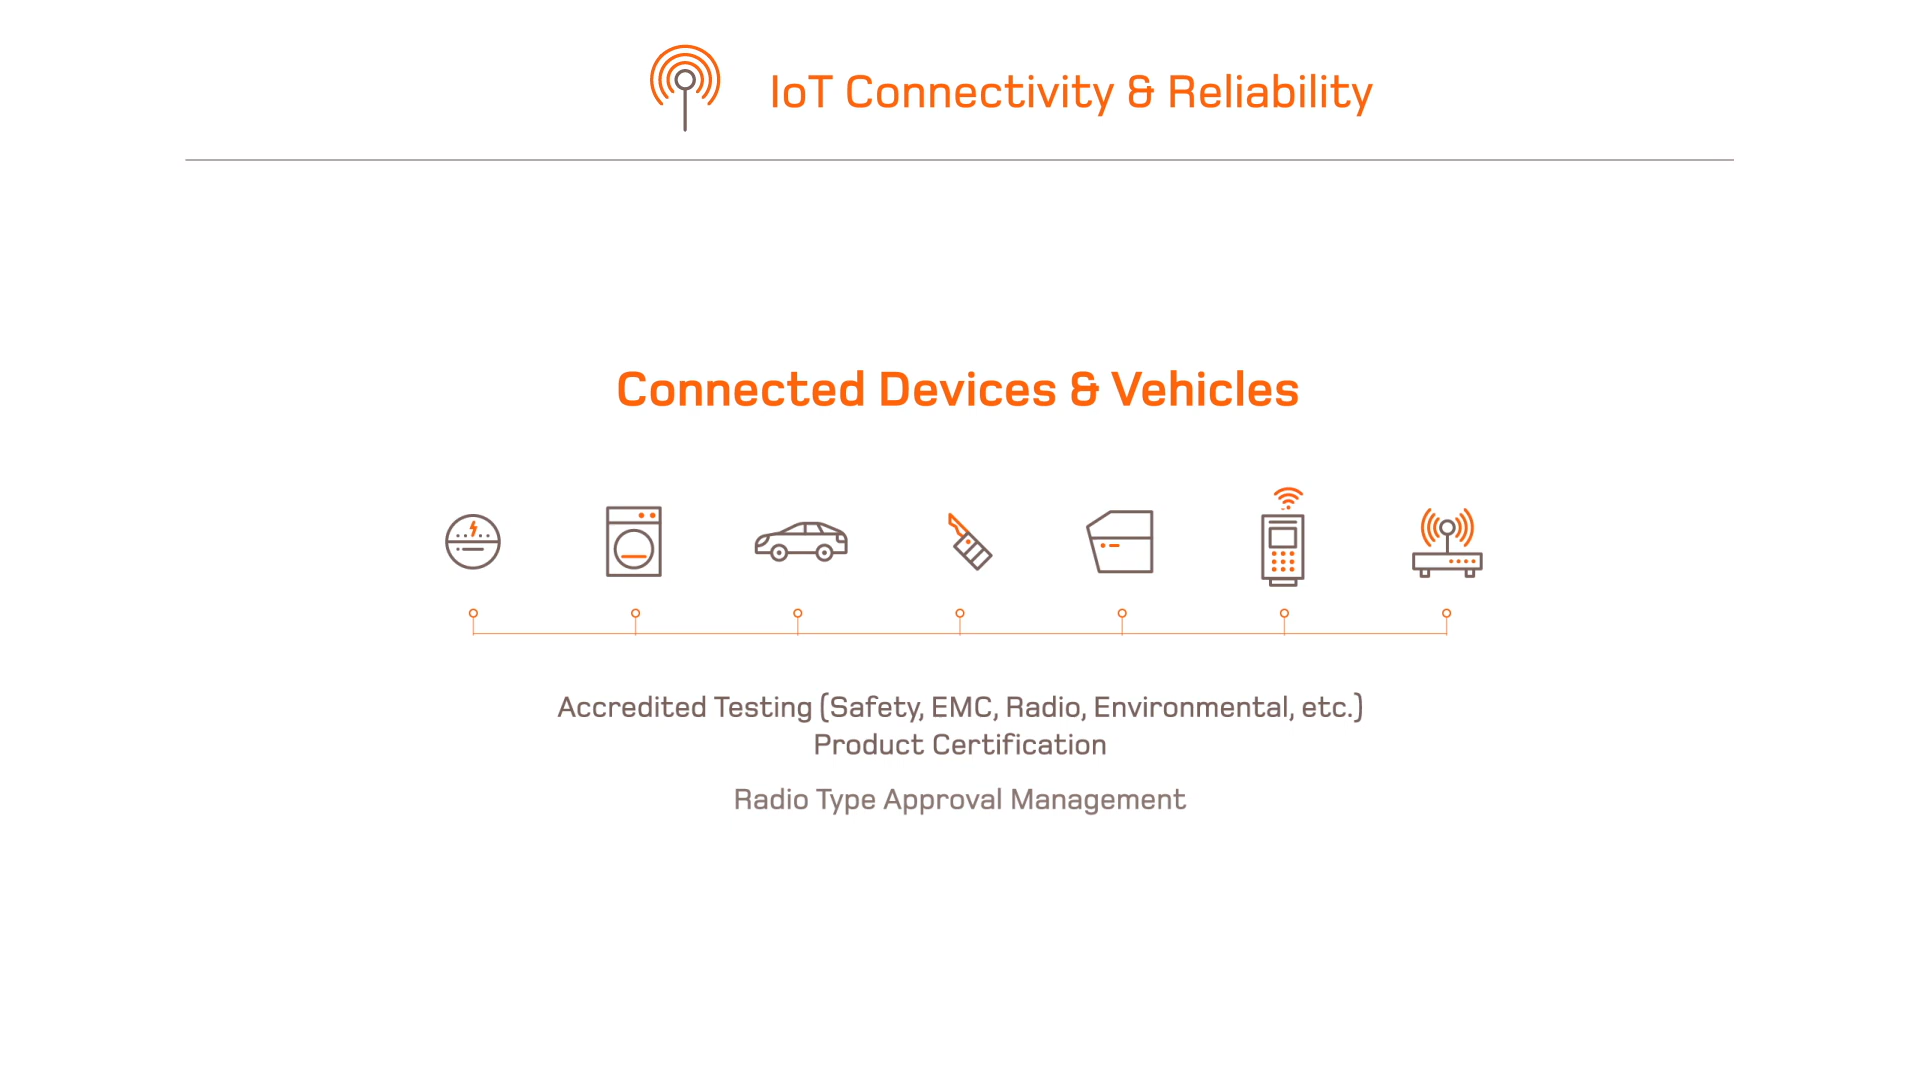 IoT Connectivity & Reliability
Connected Devices & Vehicles
Accredited Testing (Safety, EMC, Radio, Environmental, etc.)
Product Certification
Radio Type Approval Management